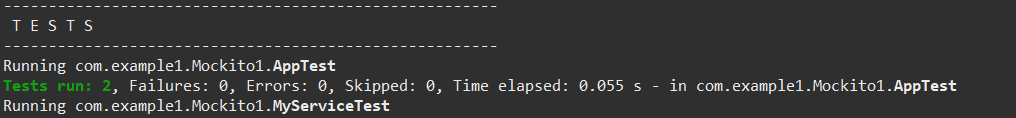 -------------------------------------------------------
T E S T S
-------------------------------------------------------
Running com.example1.Mockito1.AppTest
Tests run: 2, Failures: 0, Errors: 0, Skipped: 0, Time elapsed: 0.055 s - in com.example1.Mockito1.AppTest
Running com.example1.Mockito1.MyServiceTest